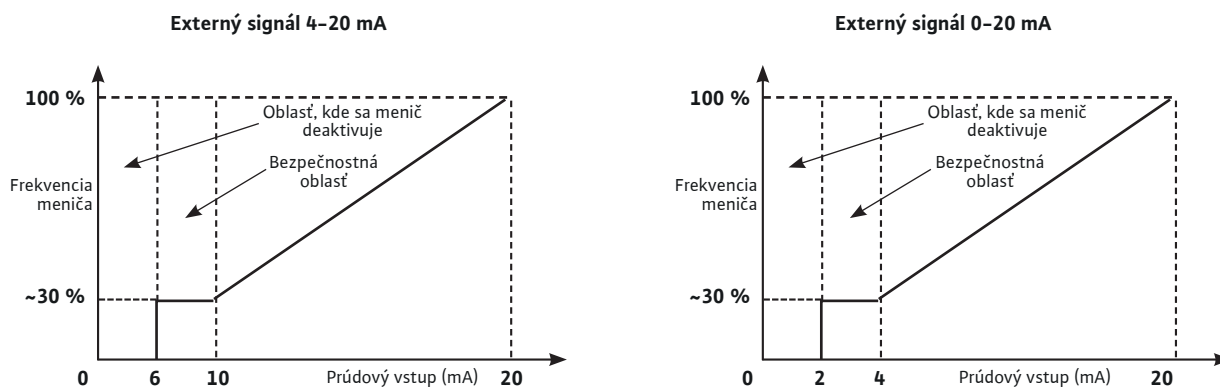 Externý signál 4–20 mA
100 %
Oblasť, kde sa menič
deaktivuje
Bezpečnostná
oblasť
Frekvencia
meniča
~30 %
0
6
10
Prúdový vstup (mA)
20
Externý signál 0–20 mA
100 %
Oblasť, kde sa menič
deaktivuje
Bezpečnostná
oblasť
Frekvencia
meniča
~30 %
0
2
4
Prúdový vstup (mA)
20